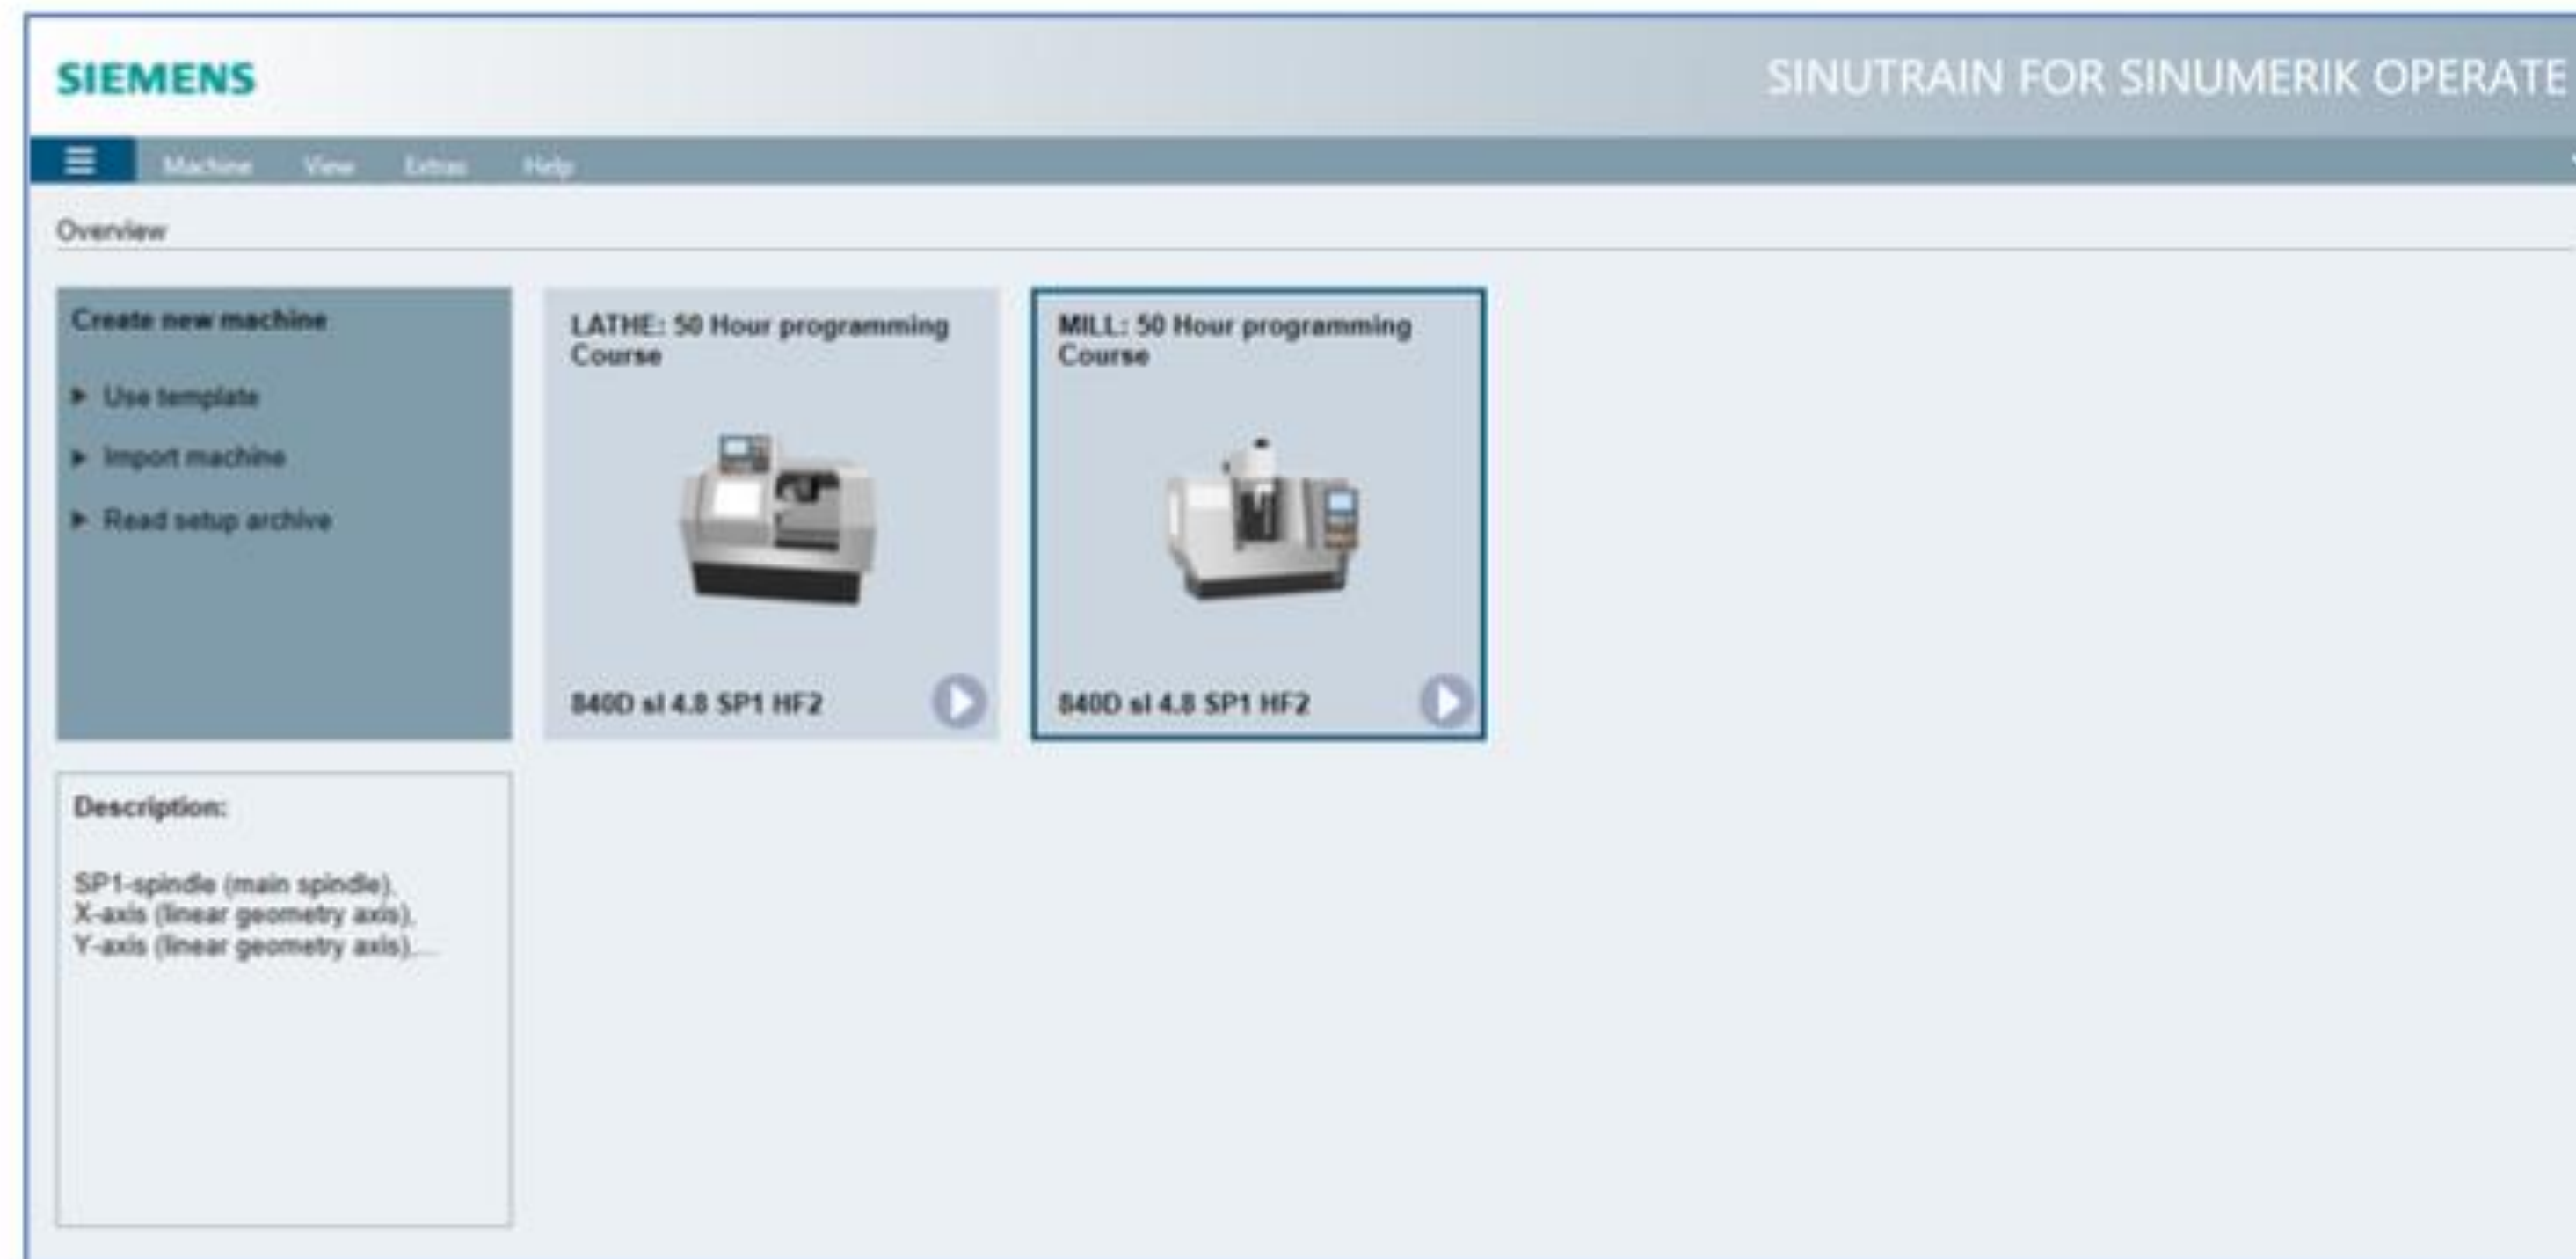 SIEMENS
SINUTRAIN FOR SINUMERIK OPERATE
Machine View Extras Help
Overview
Create new machine
Use template
Import machine
Read setup archive
LATHE: 50 Hour programming
Course
840D sl 4.8 SP1 HF2
MILL: 50 Hour programming
Course
840D sl 4.8 SP1 HF2
Description:
SP1-spindle (main spindle),
X-axis (linear geometry axis),
Y-axis (linear geometry axis),...